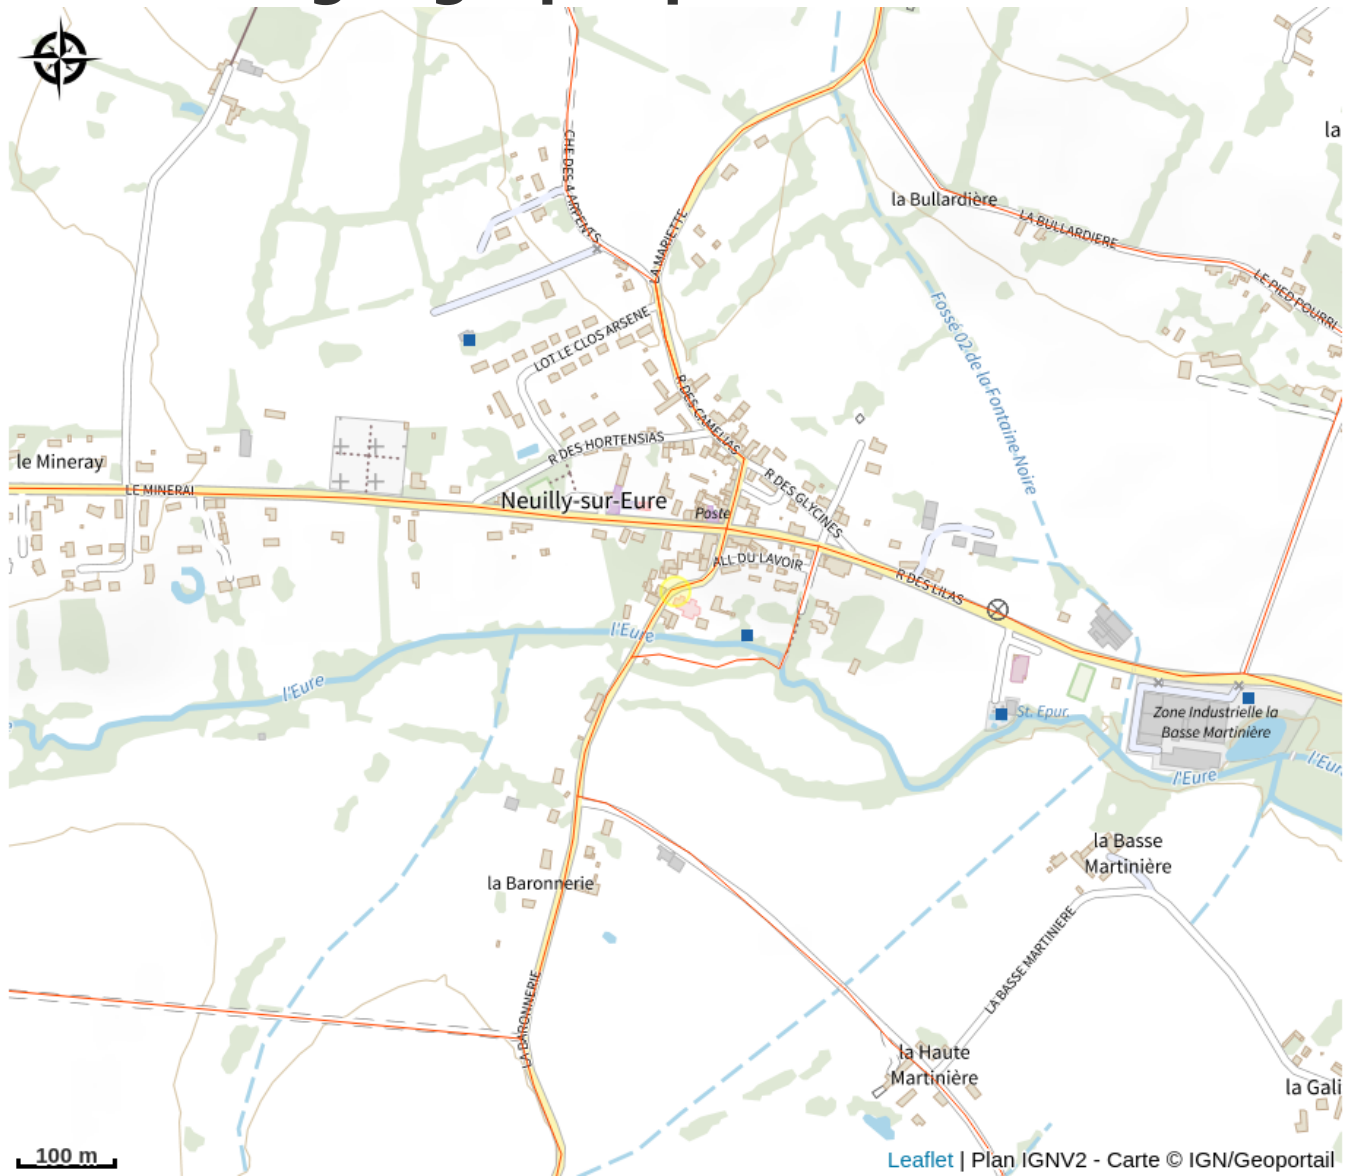 la
la Bullardière
CHE DES 4 ARPENTS
LA MARIETTE
LA BULLARDIERE
LE PIED POURRI
Fossé 02 de la Fontaine Noire
LOT LE CLOS ARSENE
R DES CAMELIAS
R DES HORTENSIAS
le Mineray
LE MINERAI
Neuilly-sur-Eure
Poste
R DES GLYCINES
ALL DU LAVOIR
R DES LILAS
l'Eure
l'Eure
St. Epur.
Zone Industrielle la
Basse Martinière
l'Eure
l'Eur
la Basse
Martinière
la Baronnerie
LA BASSE MARTINIERE
LA BARONNERIE
la Haute
Martinière
la Gali
100 m
Leaflet | Plan IGNV2 - Carte © IGN/Geoportail